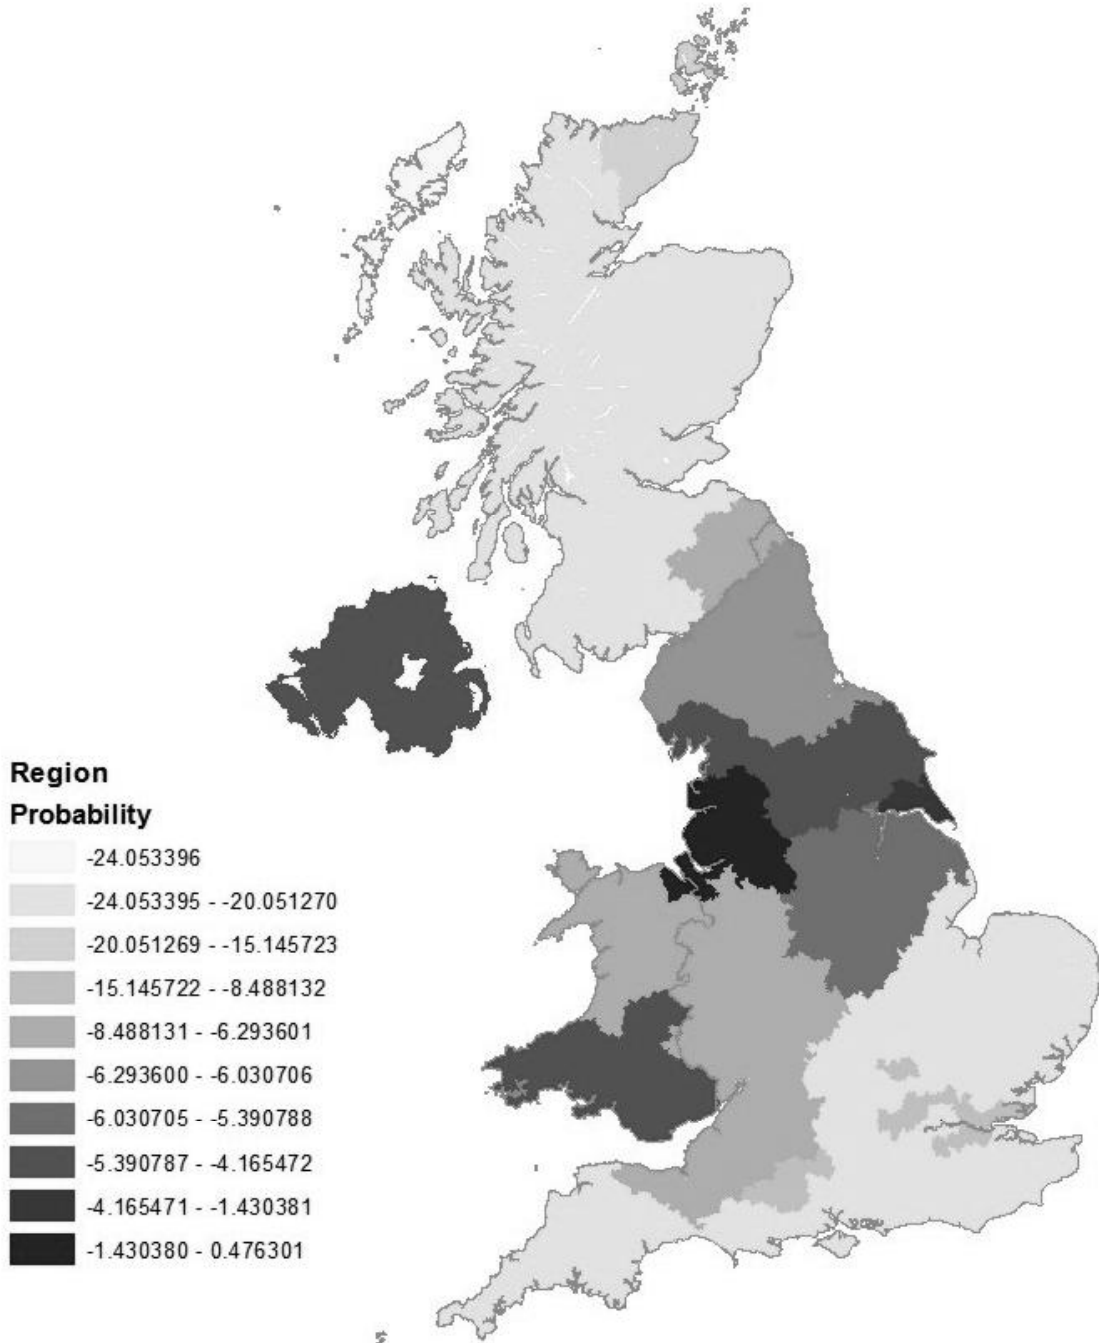 Region
Probability
-24.053396
-24.053395 - -20.051270
-20.051269 - -15.145723
-15.145722 - -8.488132
-8.488131 - -6.293601
-6.293600 - -6.030706
-6.030705 - -5.390788
-5.390787 - -4.165472
-4.165471 - -1.430381
-1.430380 - 0.476301